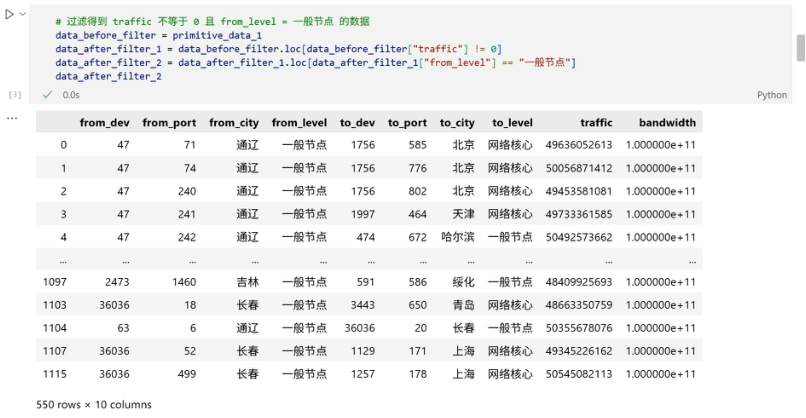 # 过滤得到 traffic 不等于 0 且 from_level = 一般节点 的数据
data_before_filter = primitive_data_1
data_after_filter_1 = data_before_filter.loc[data_before_filter["traffic"] != 0]
data_after_filter_2 = data_after_filter_1.loc[data_after_filter_1["from_level"] == "一般节点"]
data_after_filter_2
[3] ✓ 0.0s Python
... from_dev from_port from_city from_level to_dev to_port to_city to_level traffic bandwidth
0 47 71 通辽 一般节点 1756 585 北京 网络核心 49636052613 1.000000e+11
1 47 74 通辽 一般节点 1756 776 北京 网络核心 50056871412 1.000000e+11
2 47 240 通辽 一般节点 1756 802 北京 网络核心 49453581081 1.000000e+11
3 47 241 通辽 一般节点 1997 464 天津 网络核心 49733361585 1.000000e+11
4 47 242 通辽 一般节点 474 672 哈尔滨 一般节点 50492573662 1.000000e+11
... ... ... ... ... ... ... ... ... ... ...
1097 2473 1460 吉林 一般节点 591 586 绥化 一般节点 48409925693 1.000000e+11
1103 36036 18 长春 一般节点 3443 650 青岛 网络核心 48663350759 1.000000e+11
1104 63 6 通辽 一般节点 36036 20 长春 一般节点 50355678076 1.000000e+11
1107 36036 52 长春 一般节点 1129 171 上海 网络核心 49345226162 1.000000e+11
1115 36036 499 长春 一般节点 1257 178 上海 网络核心 50545082113 1.000000e+11
550 rows × 10 columns